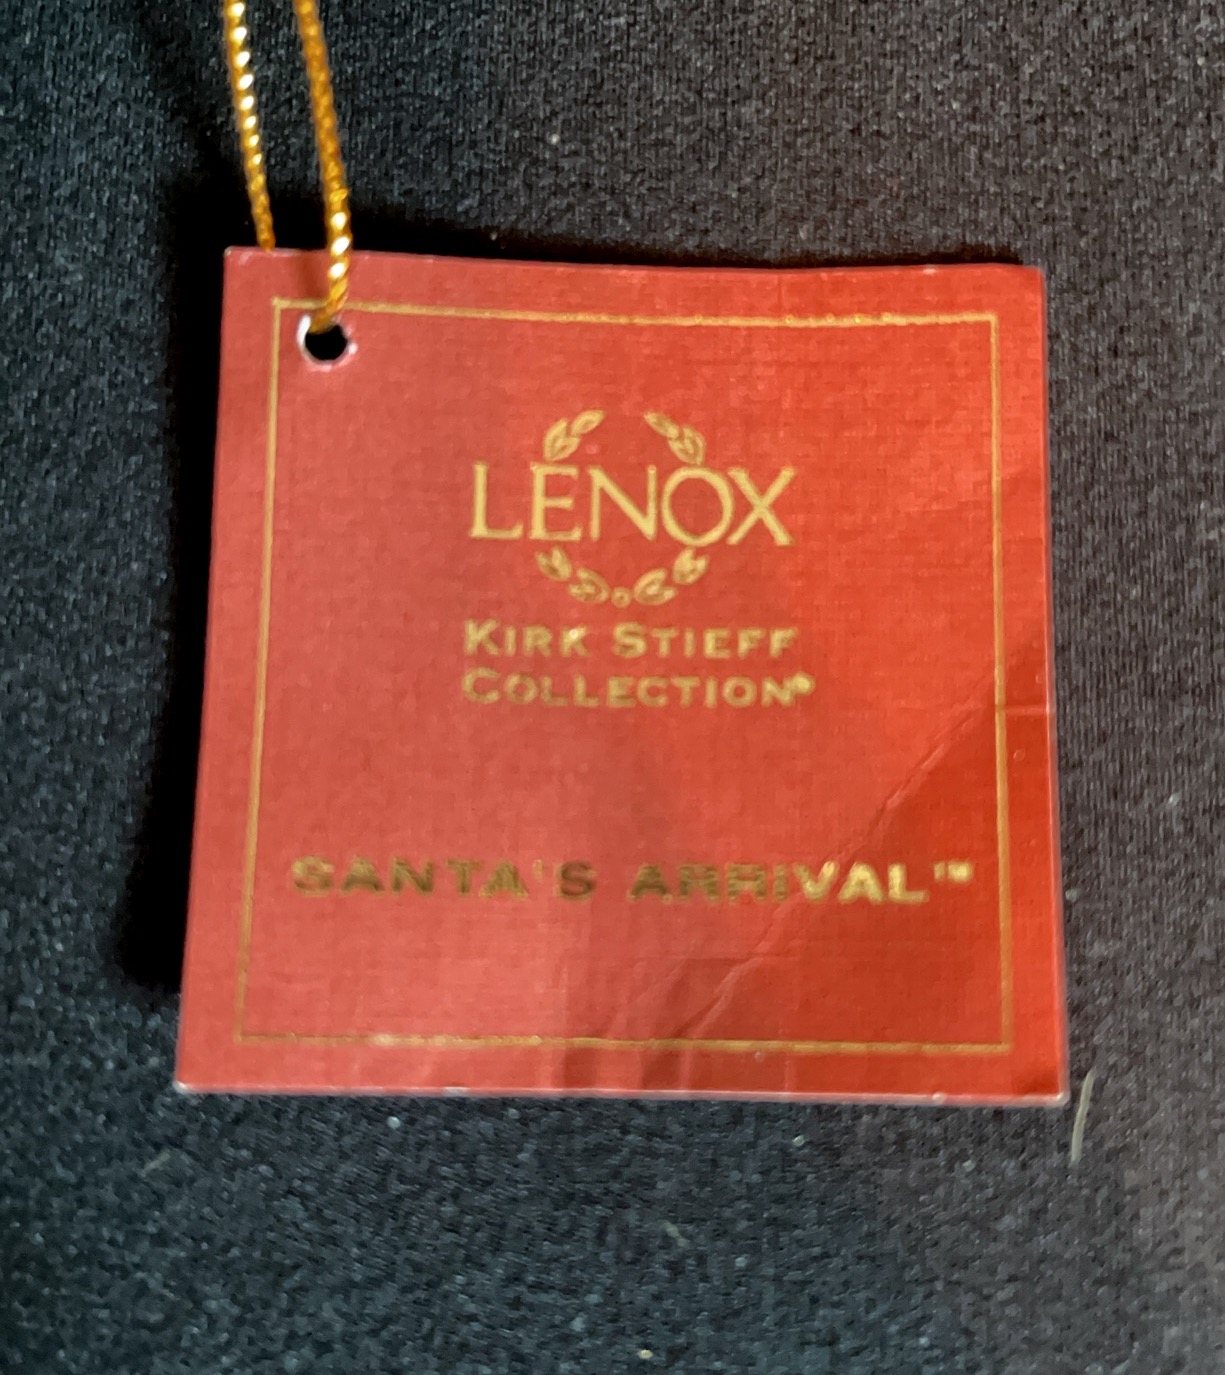 LENOX
KIRK STIEFF
COLLECTION®
SANTA'S ARRIVAL™